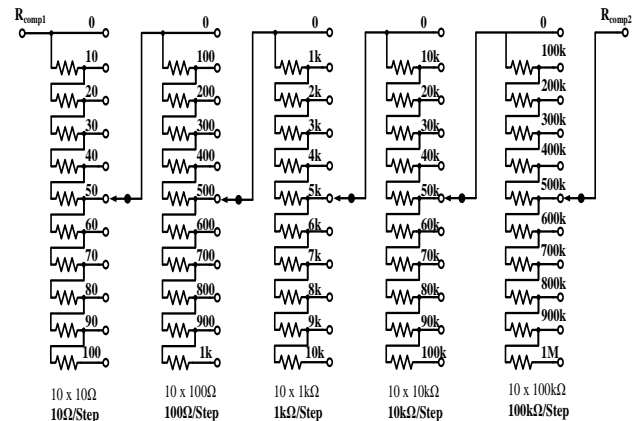 R_comp1 0 0 0 0 0 R_comp2
10 100 1k 10k 100k
20 200 2k 20k 200k
30 300 3k 30k 300k
40 400 4k 40k 400k
50 500 5k 50k 500k
60 600 6k 60k 600k
70 700 7k 70k 700k
80 800 8k 80k 800k
90 900 9k 90k 900k
100 1k 10k 100k 1M
10 x 10Ω 10 x 100Ω 10 x 1kΩ 10 x 10kΩ 10 x 100kΩ
10Ω/Step 100Ω/Step 1kΩ/Step 10kΩ/Step 100kΩ/Step